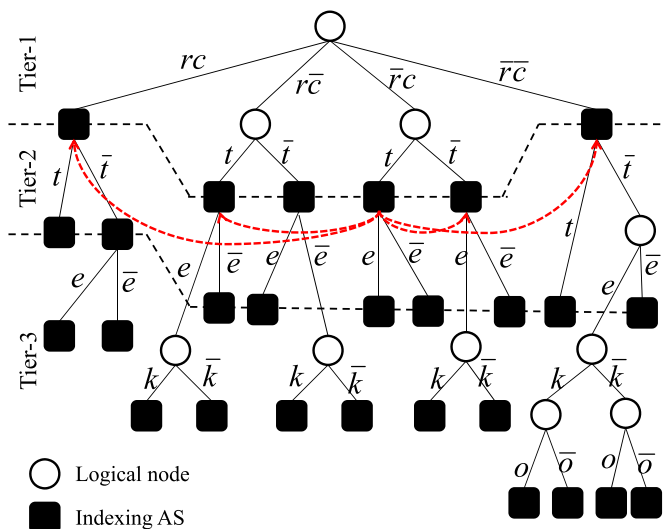 Tier-1
rc
rc̅
r̅c
r̅c̅
Tier-2
t
t̅
t
t̅
t
t̅
t
t̅
e
e̅
e
e̅
e
e̅
e
e̅
e
e̅
e
e̅
Tier-3
k
k̅
k
k̅
k
k̅
k
k̅
o
o̅
o
o̅
Logical node
Indexing AS